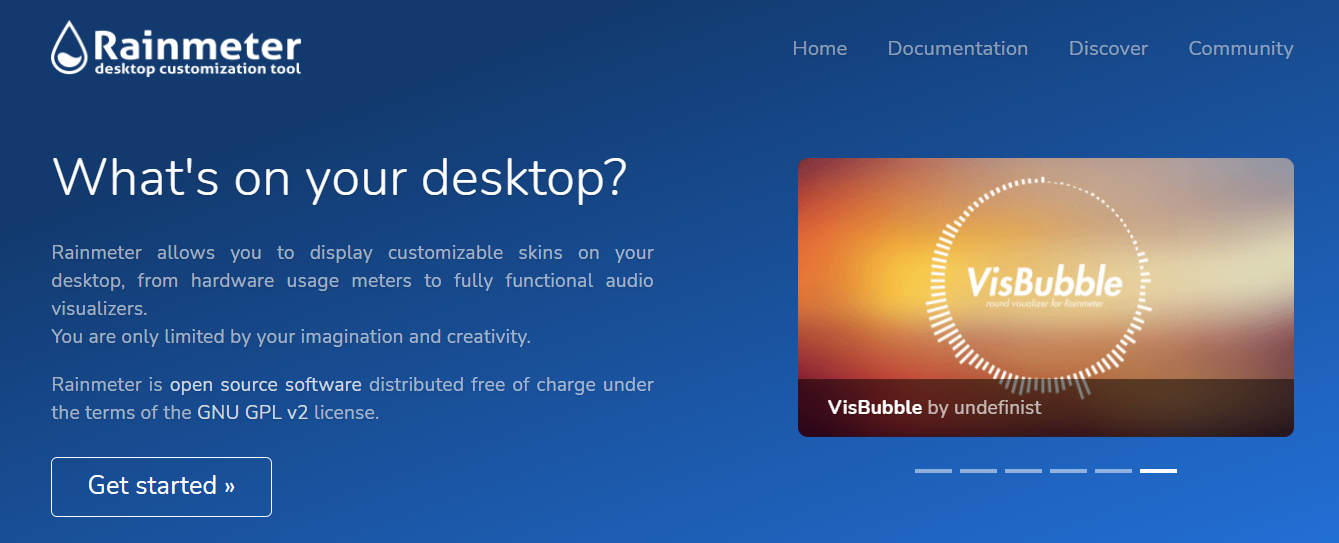 Rainmeter
desktop customization tool
Home Documentation Discover Community
What's on your desktop?
Rainmeter allows you to display customizable skins on your
desktop, from hardware usage meters to fully functional audio
visualizers.
You are only limited by your imagination and creativity.
Rainmeter is open source software distributed free of charge under
the terms of the GNU GPL v2 license.
Get started »
VisBubble
round visualizer for Rainmeter
VisBubble by undefinist